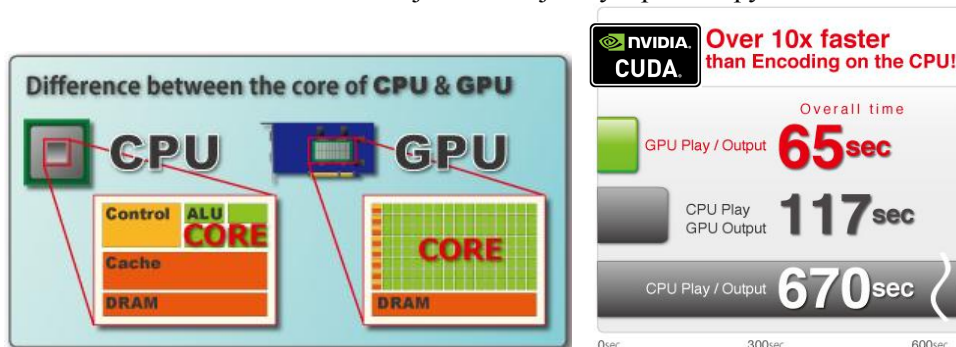 Difference between the core of CPU & GPU
CPU
GPU
Control
ALU
CORE
Cache
DRAM
CORE
DRAM
NVIDIA.
CUDA.
Over 10x faster
than Encoding on the CPU!
Overall time
GPU Play / Output 65sec
CPU Play
GPU Output 117sec
CPU Play / Output 670sec
0sec 300sec 600sec